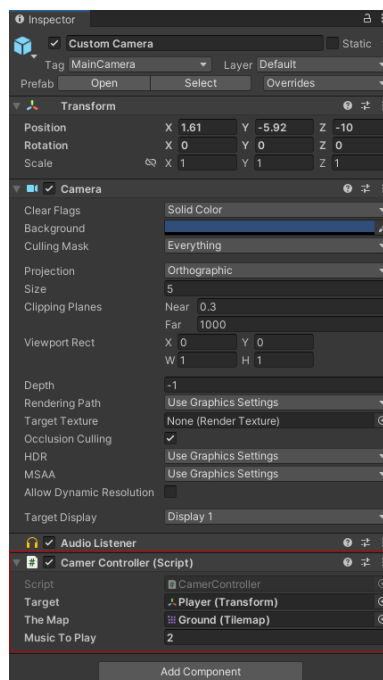 Inspector
Custom Camera Static
Tag MainCamera Layer Default
Prefab Open Select Overrides
Transform
Position X 1.61 Y -5.92 Z -10
Rotation X 0 Y 0 Z 0
Scale X 1 Y 1 Z 1
Camera
Clear Flags Solid Color
Background
Culling Mask Everything
Projection Orthographic
Size 5
Clipping Planes Near 0.3
Far 1000
Viewport Rect X 0 Y 0
W 1 H 1
Depth -1
Rendering Path Use Graphics Settings
Target Texture None (Render Texture)
Occlusion Culling
HDR Use Graphics Settings
MSAA Use Graphics Settings
Allow Dynamic Resolution
Target Display Display 1
Audio Listener
# Camer Controller (Script)
Script CamerController
Target Player (Transform)
The Map Ground (Tilemap)
Music To Play 2
Add Component